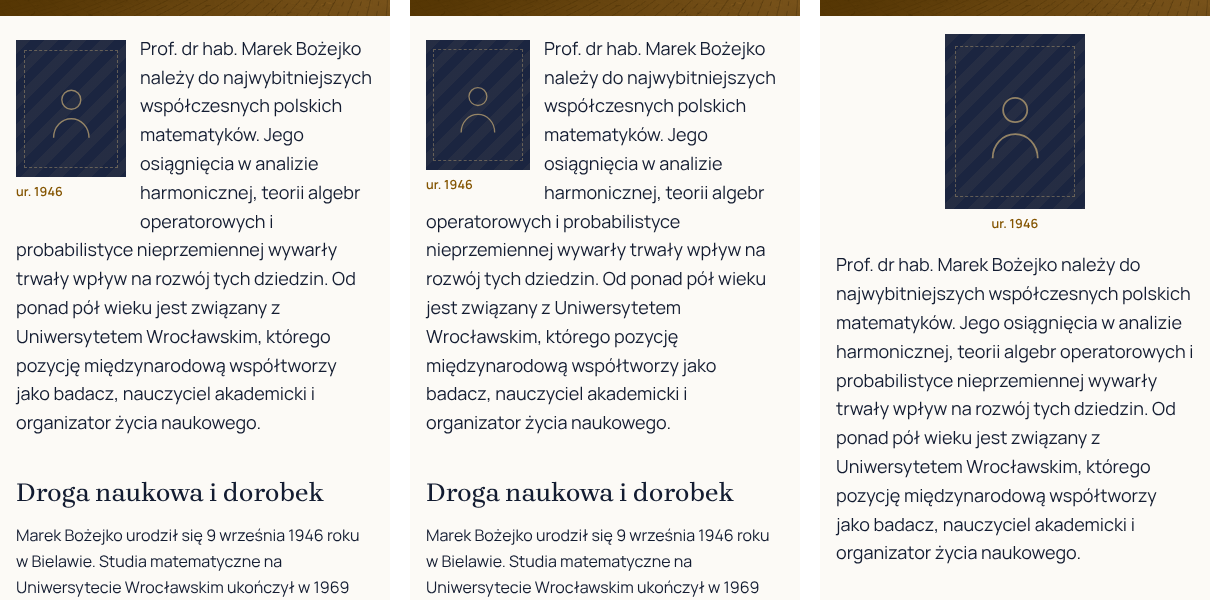 Prof. dr hab. Marek Bożejko
należy do najwybitniejszych
współczesnych polskich
matematyków. Jego
osiągnięcia w analizie
harmonicznej, teorii algebr
operatorowych i
ur. 1946
probabilistyce nieprzemiennej wywarły
trwały wpływ na rozwój tych dziedzin. Od
ponad pół wieku jest związany z
Uniwersytetem Wrocławskim, którego
pozycję międzynarodową współtworzy
jako badacz, nauczyciel akademicki i
organizator życia naukowego.
Droga naukowa i dorobek
Marek Bożejko urodził się 9 września 1946 roku
w Bielawie. Studia matematyczne na
Uniwersytecie Wrocławskim ukończył w 1969
Prof. dr hab. Marek Bożejko
należy do najwybitniejszych
współczesnych polskich
matematyków. Jego
osiągnięcia w analizie
harmonicznej, teorii algebr
ur. 1946
operatorowych i probabilistyce
nieprzemiennej wywarły trwały wpływ na
rozwój tych dziedzin. Od ponad pół wieku
jest związany z Uniwersytetem
Wrocławskim, którego pozycję
międzynarodową współtworzy jako
badacz, nauczyciel akademicki i
organizator życia naukowego.
Droga naukowa i dorobek
Marek Bożejko urodził się 9 września 1946 roku
w Bielawie. Studia matematyczne na
Uniwersytecie Wrocławskim ukończył w 1969
ur. 1946
Prof. dr hab. Marek Bożejko należy do
najwybitniejszych współczesnych polskich
matematyków. Jego osiągnięcia w analizie
harmonicznej, teorii algebr operatorowych i
probabilistyce nieprzemiennej wywarły
trwały wpływ na rozwój tych dziedzin. Od
ponad pół wieku jest związany z
Uniwersytetem Wrocławskim, którego
pozycję międzynarodową współtworzy
jako badacz, nauczyciel akademicki i
organizator życia naukowego.